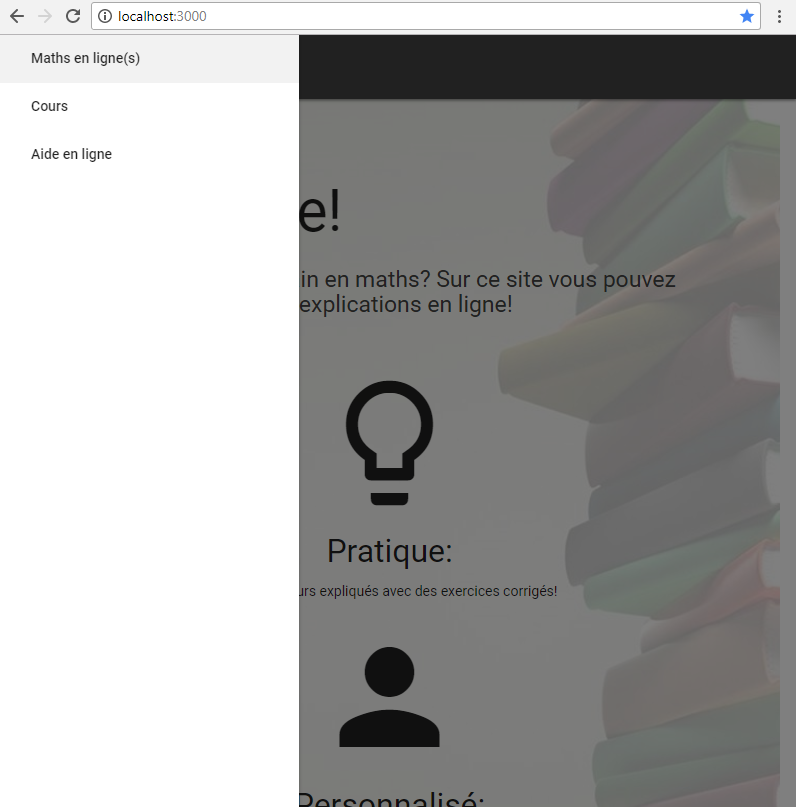 localhost:3000
Maths en ligne(s)
Cours
Aide en ligne
e!
in en maths? Sur ce site vous pouvez
explications en ligne!
Pratique:
urs expliqués avec des exercices corrigés!
Personnalisé: